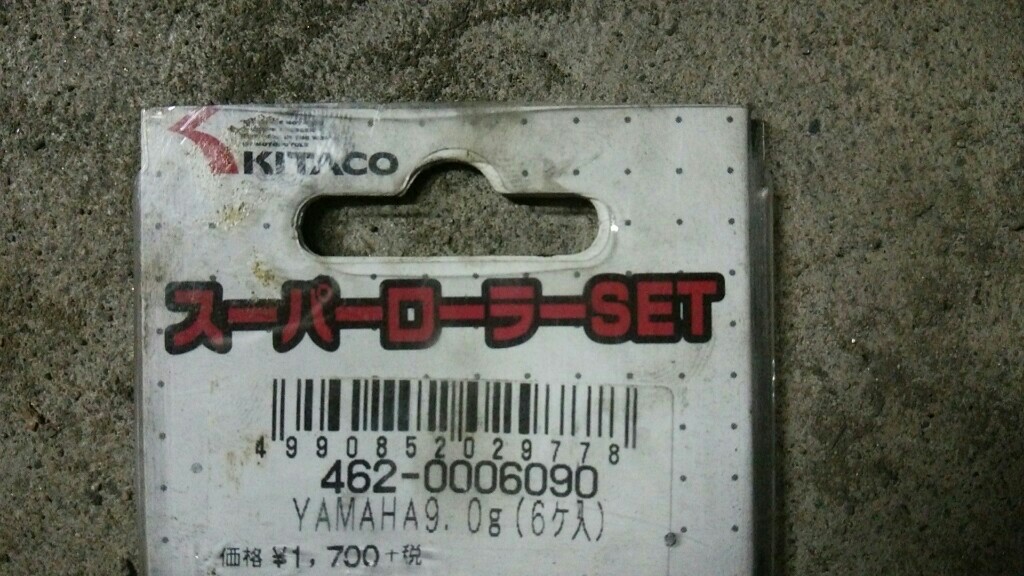 KITACO
スーパーローラーSET
4990852029778
462-0006090
YAMAHA9.0g(6ケ入)
価格 ¥1,700+税